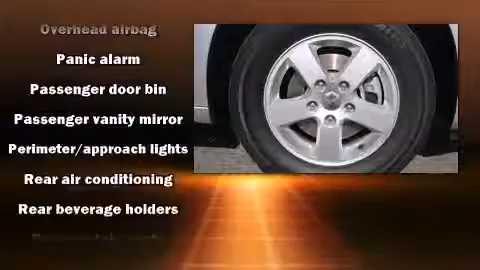 Overhead airbag
Panic alarm
Passenger door bin
Passenger vanity mirror
Perimeter/approach lights
Rear air conditioning
Rear beverage holders